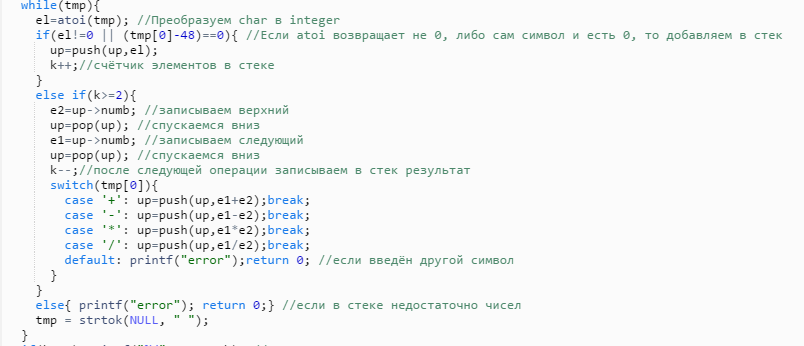 while(tmp){
el=atoi(tmp); //Преобразуем char в integer
if(el!=0 || (tmp[0]-48)==0){ //Если atoi возвращает не 0, либо сам символ и есть 0, то добавляем в стек
up=push(up,el);
k++;//счётчик элементов в стеке
}
else if(k>=2){
e2=up->numb; //записываем верхний
up=pop(up); //спускаемся вниз
e1=up->numb; //записываем следующий
up=pop(up); //спускаемся вниз
k--;//после следующей операции записываем в стек результат
switch(tmp[0]){
case '+': up=push(up,e1+e2);break;
case '-': up=push(up,e1-e2);break;
case '*': up=push(up,e1*e2);break;
case '/': up=push(up,e1/e2);break;
default: printf("error");return 0; //если введён другой символ
}
}
else{ printf("error"); return 0;} //если в стеке недостаточно чисел
tmp = strtok(NULL, " ");
}